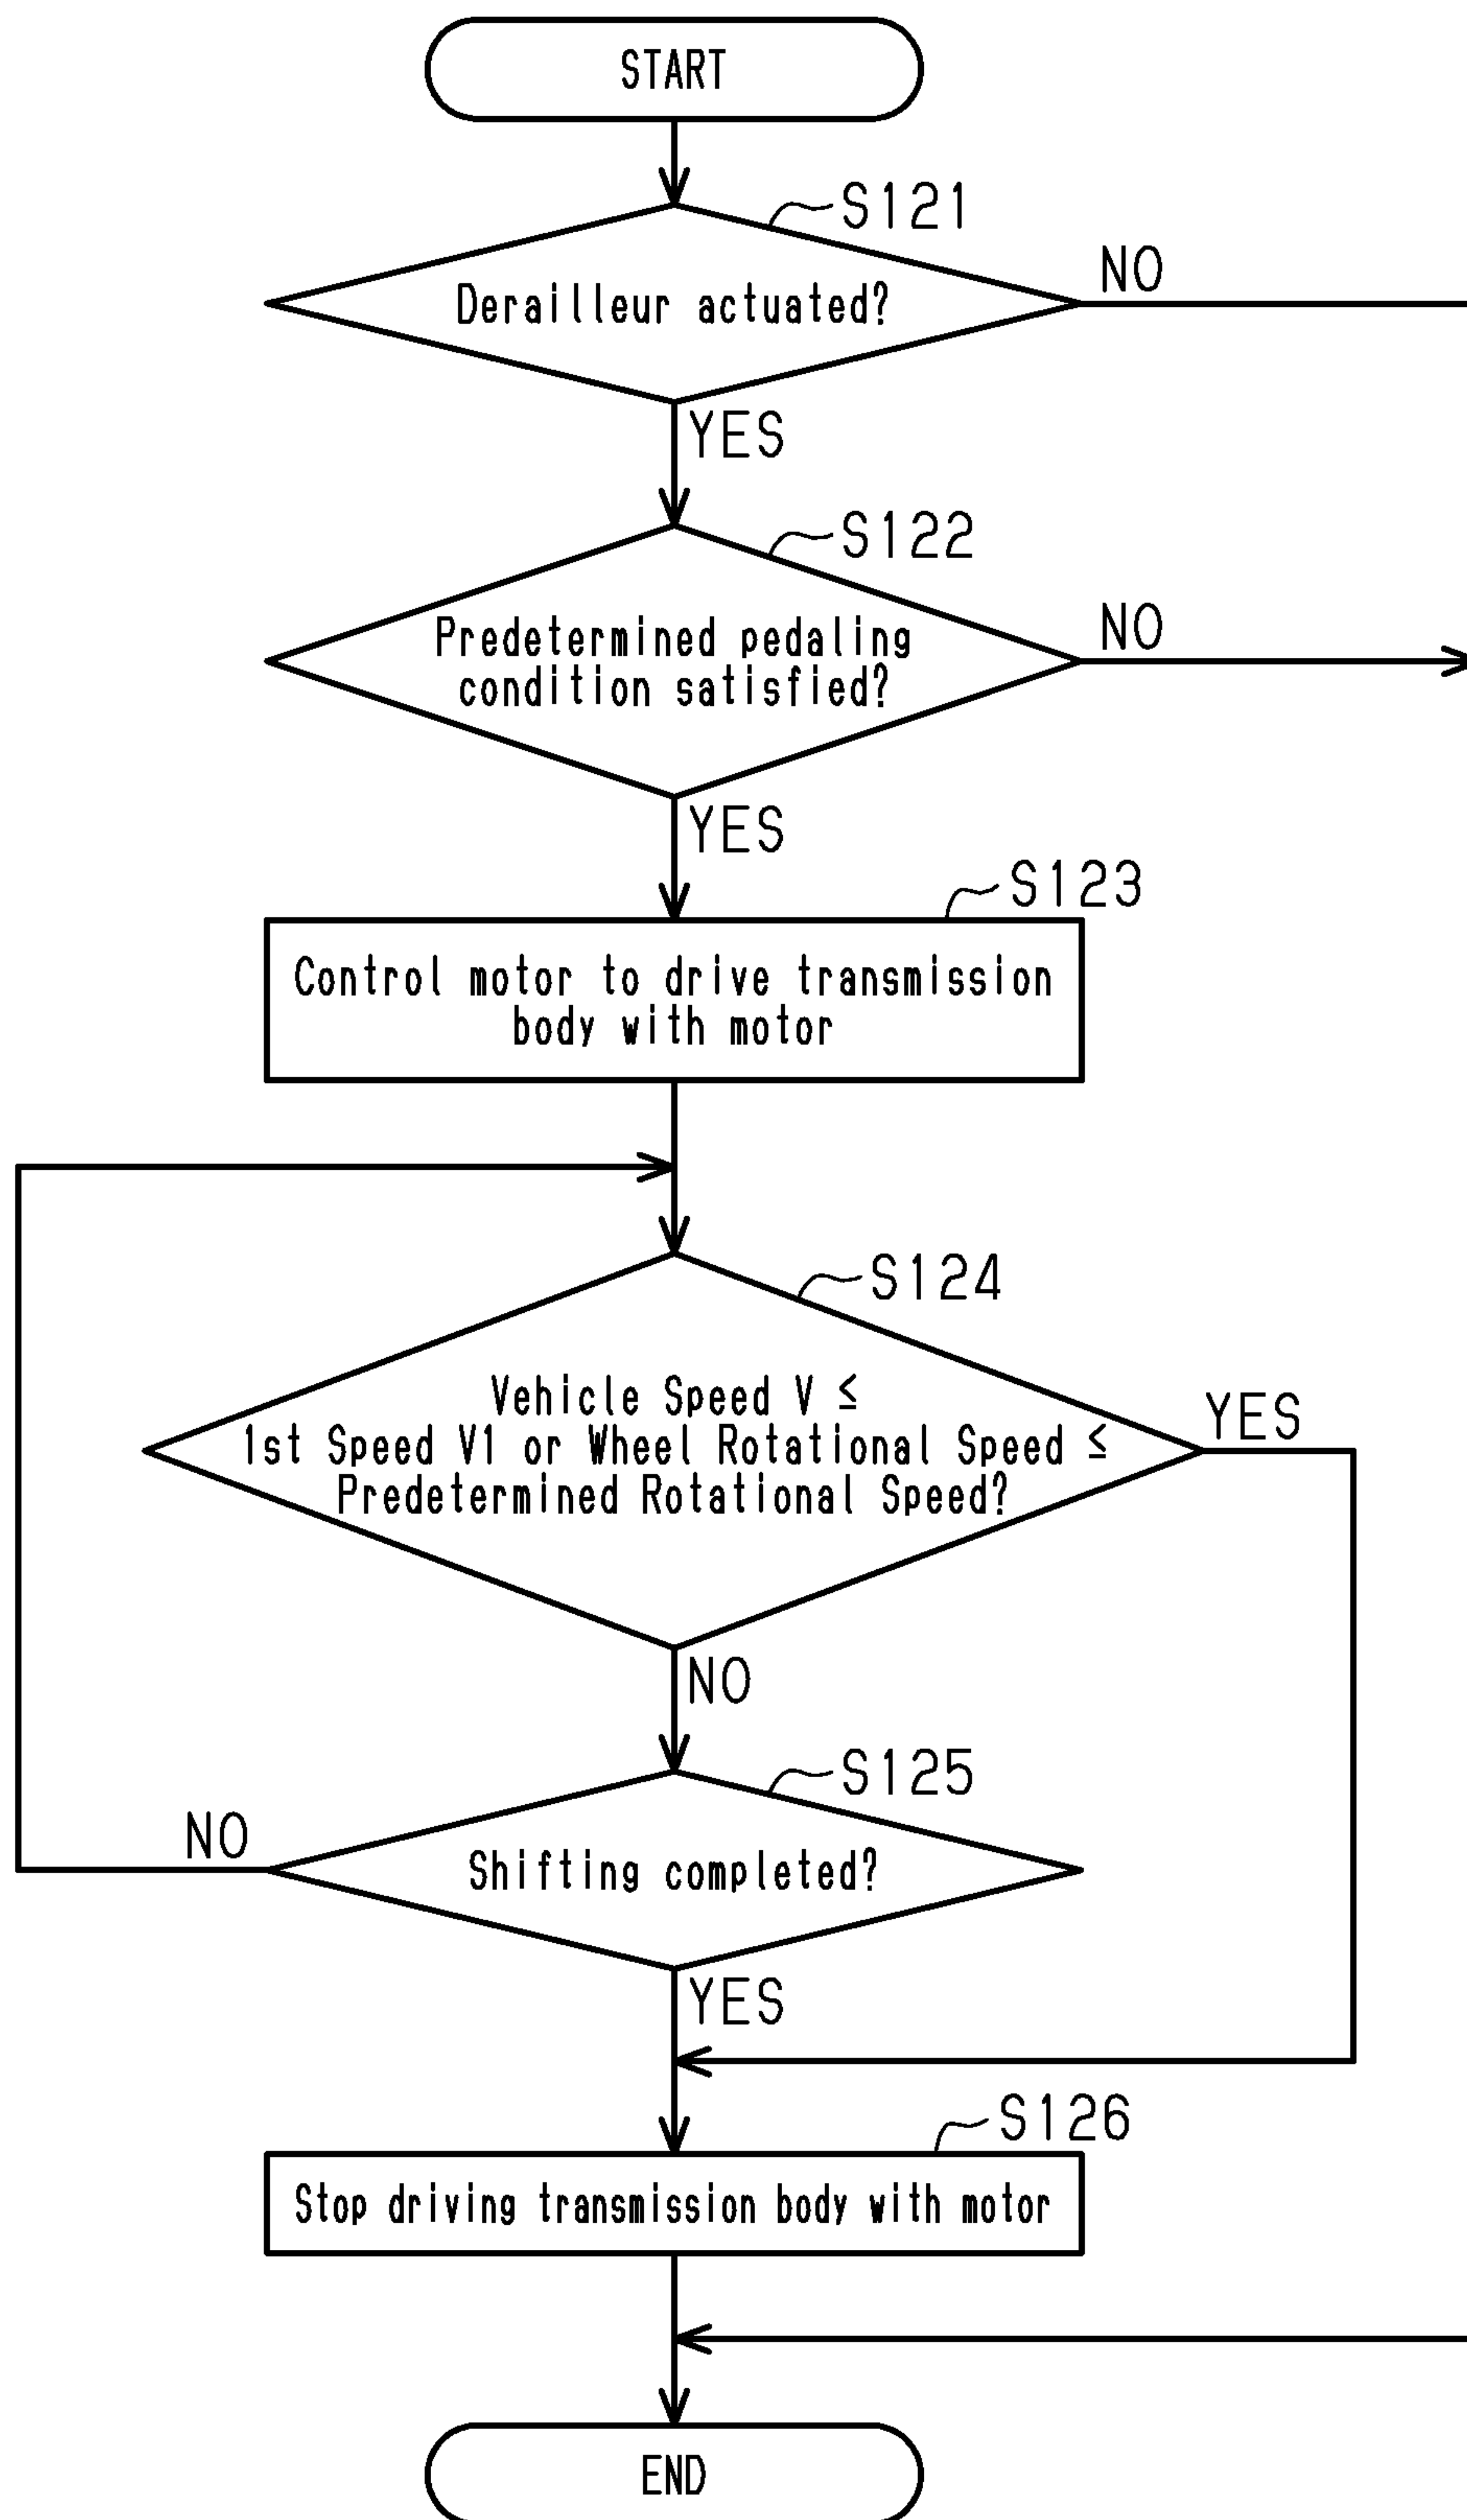 START
S121
Derailleur actuated?
NO
YES
S122
Predetermined pedaling
condition satisfied?
NO
YES
S123
Control motor to drive transmission
body with motor
S124
Vehicle Speed V ≤
1st Speed V1 or Wheel Rotational Speed ≤
Predetermined Rotational Speed?
YES
NO
S125
Shifting completed?
NO
YES
S126
Stop driving transmission body with motor
END